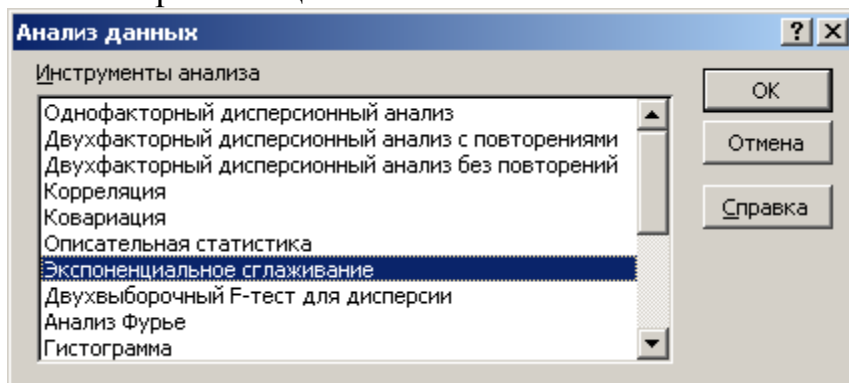 Анализ данных
Инструменты анализа
Однофакторный дисперсионный анализ
Двухфакторный дисперсионный анализ с повторениями
Двухфакторный дисперсионный анализ без повторений
Корреляция
Ковариация
Описательная статистика
Экспоненциальное сглаживание
Двухвыборочный F-тест для дисперсии
Анализ Фурье
Гистограмма
ОК
Отмена
Справка